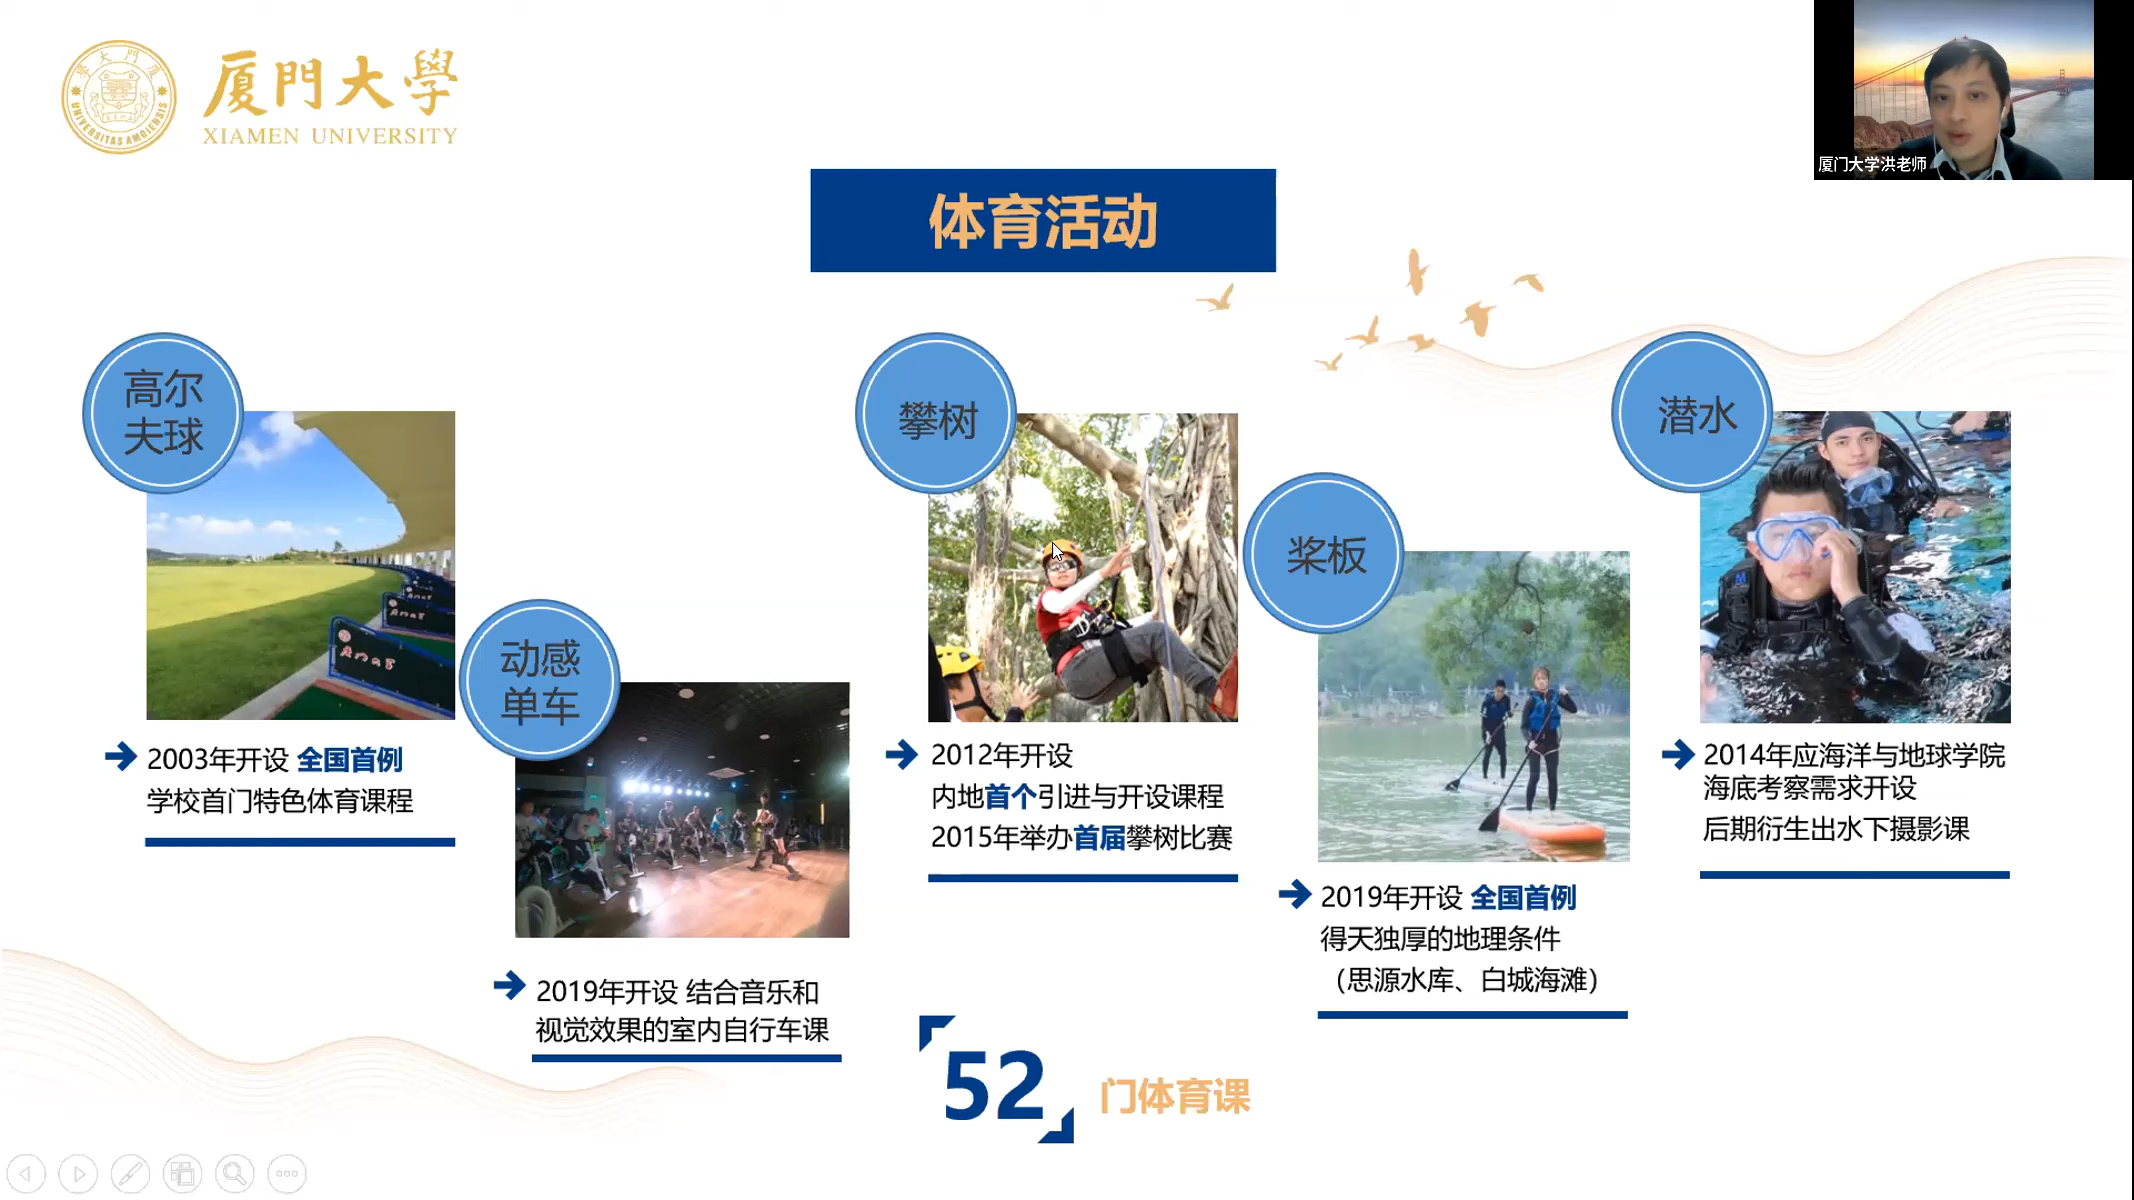 厦門大學
XIAMEN UNIVERSITY
UNIVERSITAS AMOIENSIS
厦门大学洪老师
体育活动
高尔
夫球
2003年开设 全国首例
学校首门特色体育课程
动感
单车
2019年开设 结合音乐和
视觉效果的室内自行车课
攀树
2012年开设
内地首个引进与开设课程
2015年举办首届攀树比赛
桨板
2019年开设 全国首例
得天独厚的地理条件
（思源水库、白城海滩）
潜水
2014年应海洋与地球学院
海底考察需求开设
后期衍生出水下摄影课
52 门体育课